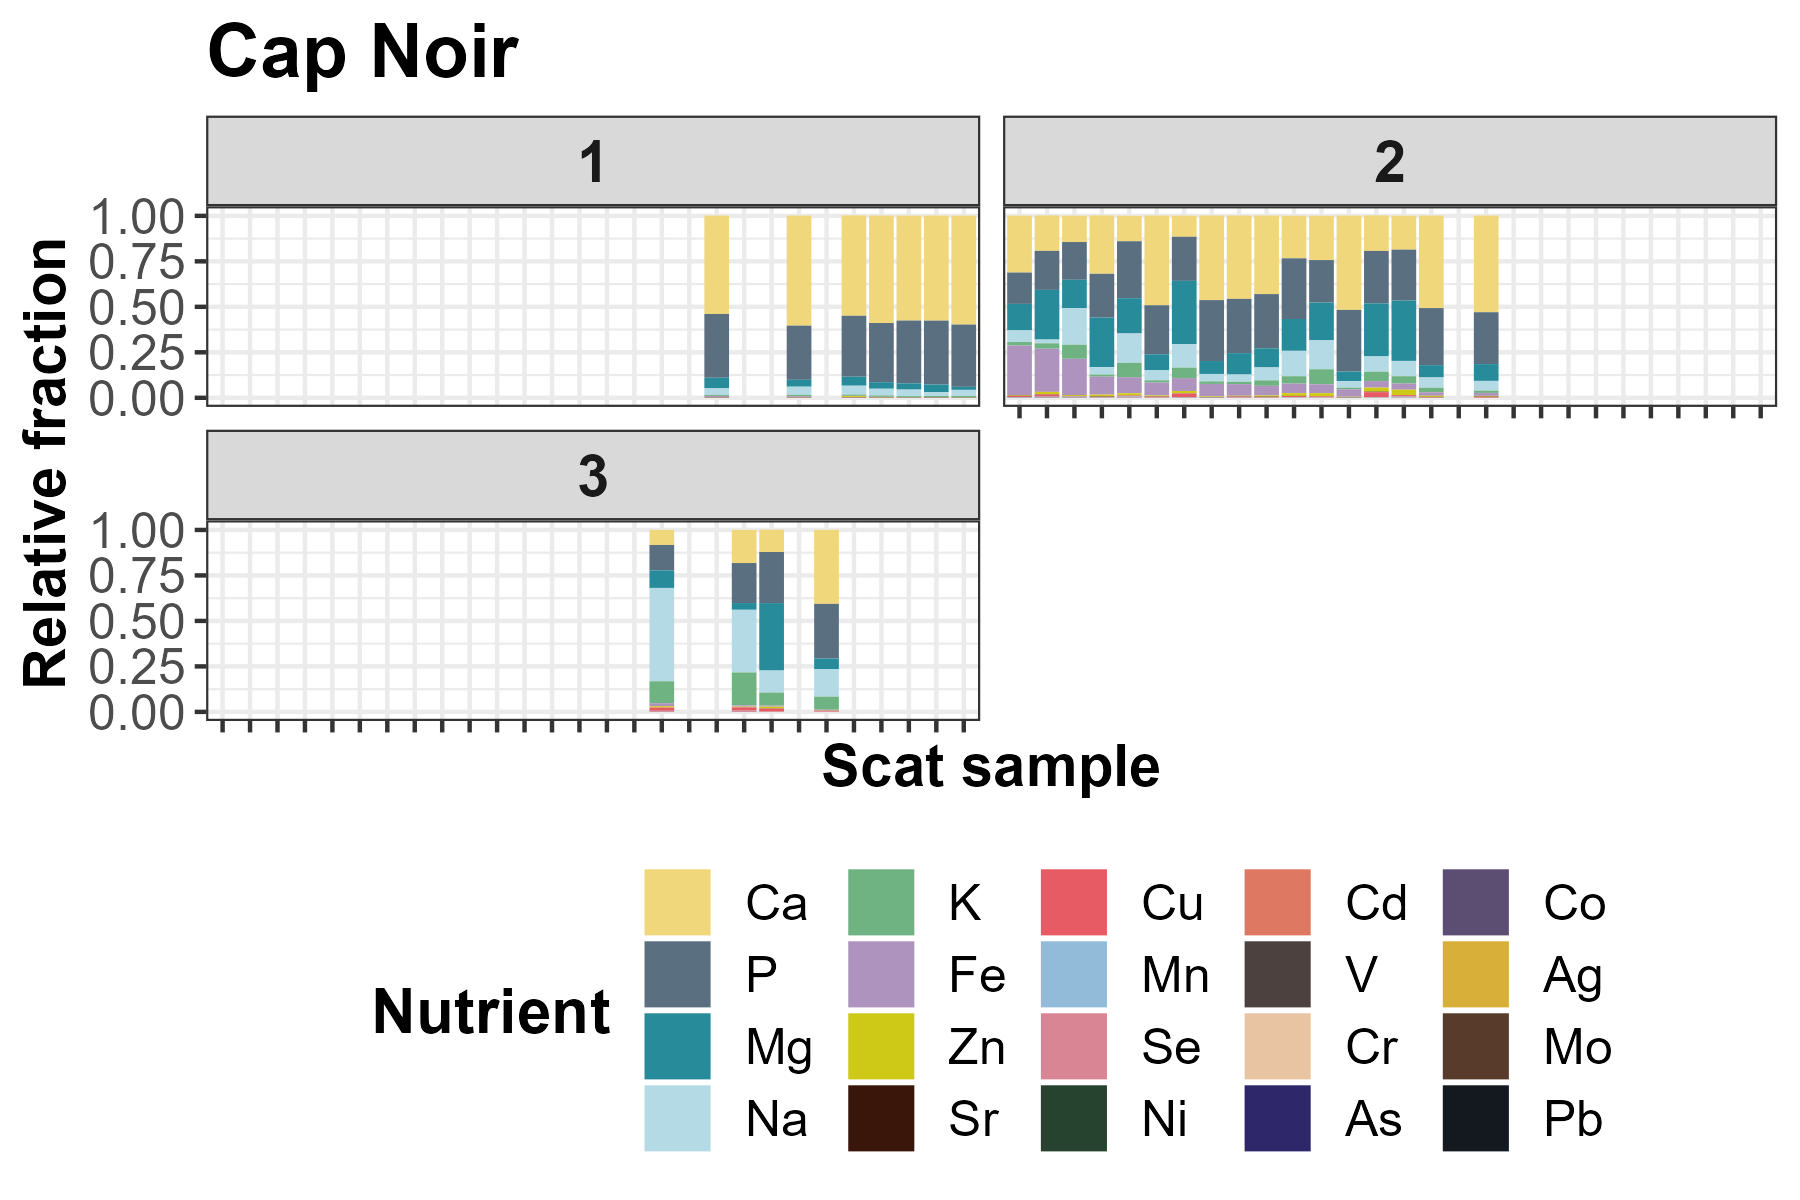 Cap Noir
1
2
1.00
0.75
0.50
0.25
0.00
3
1.00
0.75
0.50
0.25
0.00
Relative fraction
Scat sample
Nutrient
Ca K Cu Cd Co
P Fe Mn V Ag
Mg Zn Se Cr Mo
Na Sr Ni As Pb